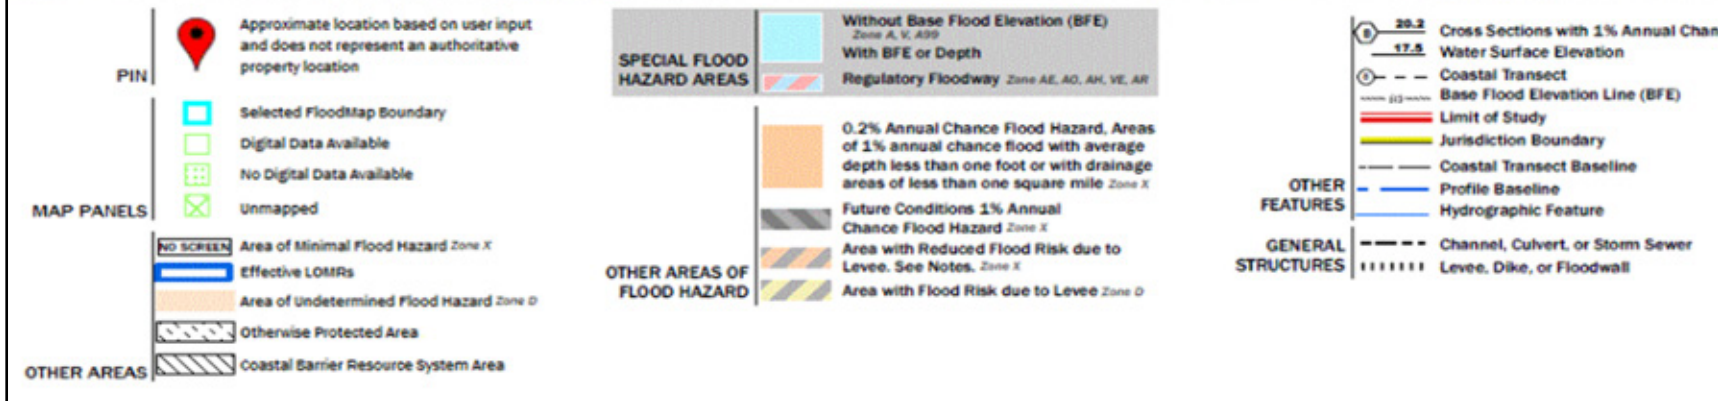 Approximate location based on user input
and does not represent an authoritative
property location
PIN
Selected FloodMap Boundary
Digital Data Available
No Digital Data Available
Unmapped
MAP PANELS
NO SCREEN Area of Minimal Flood Hazard Zone X
Effective LOMRs
Area of Undetermined Flood Hazard Zone D
Otherwise Protected Area
Coastal Barrier Resource System Area
OTHER AREAS
SPECIAL FLOOD
HAZARD AREAS
Without Base Flood Elevation (BFE)
Zone A, V, A99
With BFE or Depth
Regulatory Floodway Zone AE, AO, AH, VE, AR
0.2% Annual Chance Flood Hazard, Areas
of 1% annual chance flood with average
depth less than one foot or with drainage
areas of less than one square mile Zone X
Future Conditions 1% Annual
Chance Flood Hazard Zone X
Area with Reduced Flood Risk due to
Levee. See Notes. Zone X
Area with Flood Risk due to Levee Zone D
OTHER AREAS OF
FLOOD HAZARD
B 20.2 Cross Sections with 1% Annual Chan
17.5 Water Surface Elevation
Coastal Transect
Base Flood Elevation Line (BFE)
Limit of Study
Jurisdiction Boundary
Coastal Transect Baseline
Profile Baseline
Hydrographic Feature
OTHER
FEATURES
GENERAL
STRUCTURES
Channel, Culvert, or Storm Sewer
Levee, Dike, or Floodwall